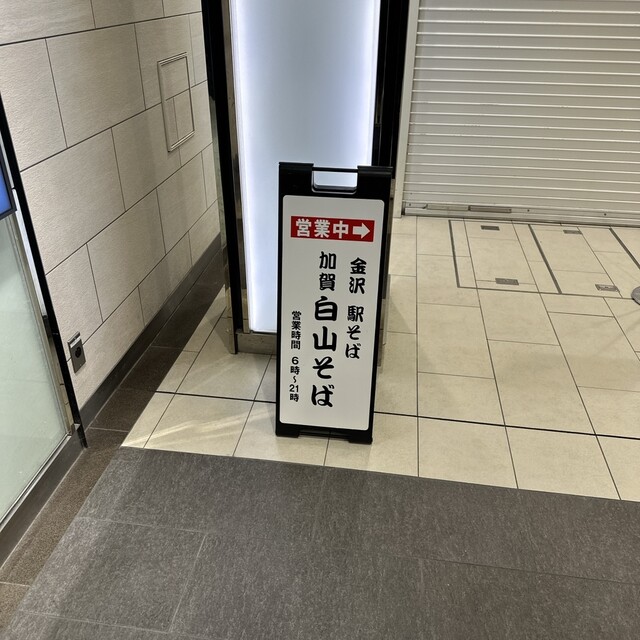 営業中➡
金沢 駅そば
加賀 白山そば
営業時間 6時～21時